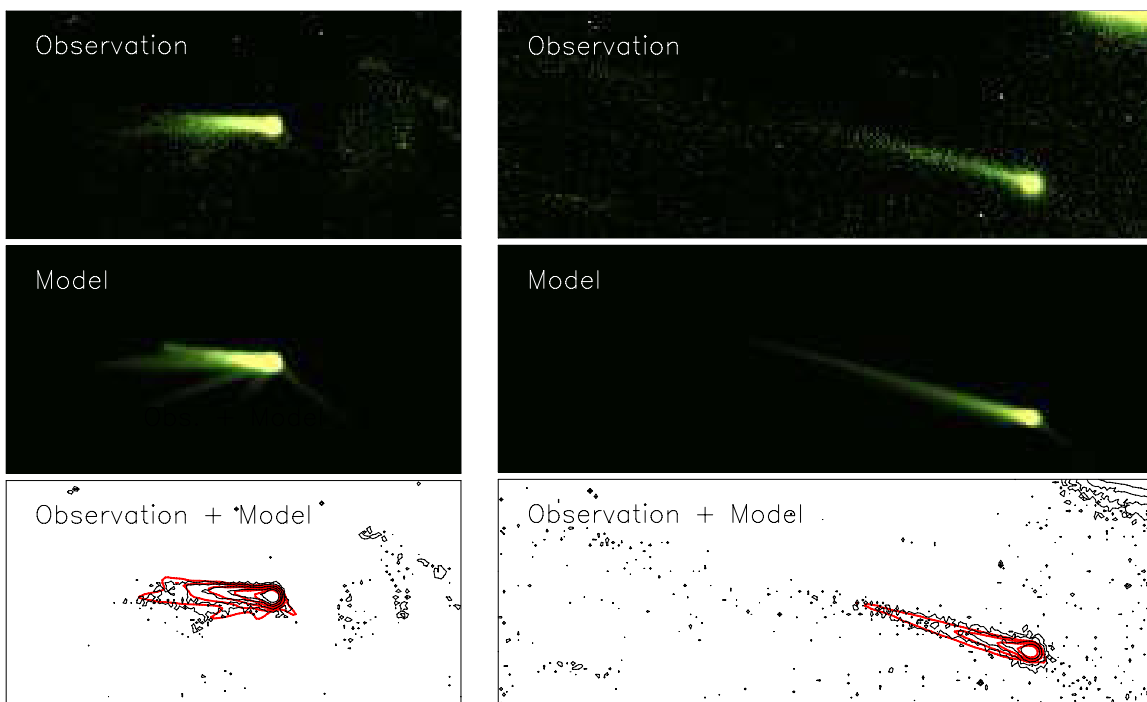 Observation
Observation
Model
Model
Observation + Model
Observation + Model